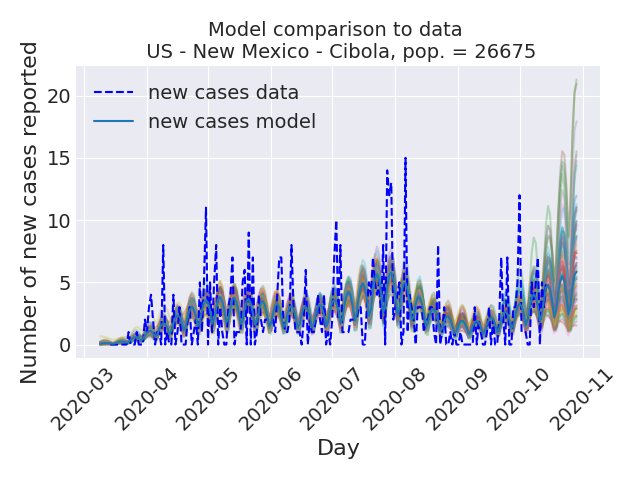 Model comparison to data
US - New Mexico - Cibola, pop. = 26675
Number of new cases reported
new cases data
new cases model
20
15
10
5
0
2020-03
2020-04
2020-05
2020-06
2020-07
2020-08
2020-09
2020-10
2020-11
Day